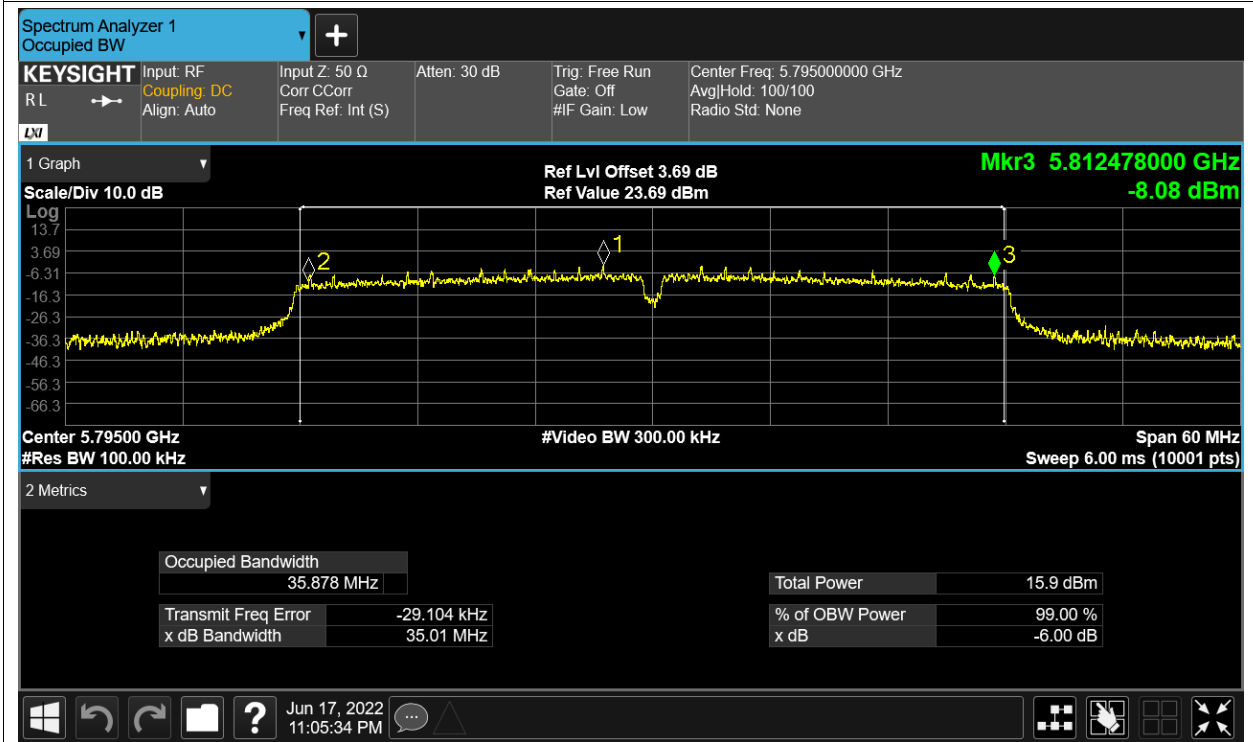 Spectrum Analyzer 1
Occupied BW
KEYSIGHT Input: RF Input Z: 50 Ω Atten: 30 dB Trig: Free Run Center Freq: 5.795000000 GHz
R L Coupling: DC Corr CCorr Gate: Off Avg|Hold: 100/100
Align: Auto Freq Ref: Int (S) #IF Gain: Low Radio Std: None
LXI
1 Graph Ref Lvl Offset 3.69 dB Mkr3 5.812478000 GHz
Scale/Div 10.0 dB Ref Value 23.69 dBm -8.08 dBm
Log
13.7
3.69
-6.31
-16.3
-26.3
-36.3
-46.3
-56.3
-66.3
2 1 3
Center 5.79500 GHz #Video BW 300.00 kHz Span 60 MHz
#Res BW 100.00 kHz Sweep 6.00 ms (10001 pts)
2 Metrics
Occupied Bandwidth
35.878 MHz Total Power 15.9 dBm
Transmit Freq Error -29.104 kHz % of OBW Power 99.00 %
x dB Bandwidth 35.01 MHz x dB -6.00 dB
Jun 17, 2022
11:05:34 PM